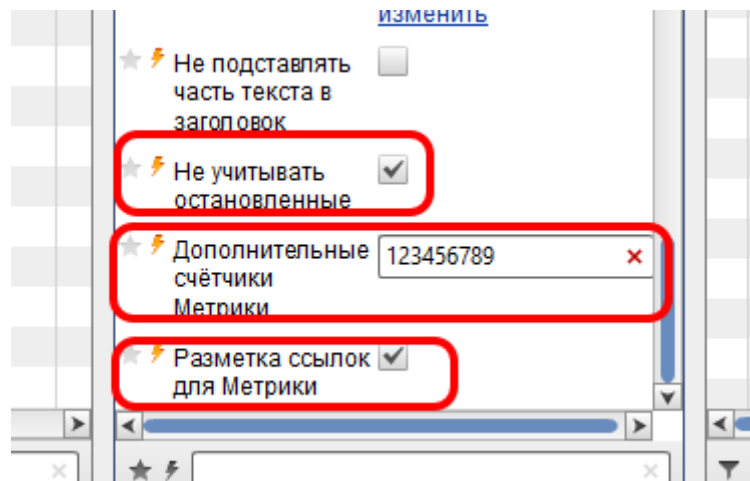 изменить
Не подставлять
часть текста в
заголовок
Не учитывать
остановленные
Дополнительные
счётчики
Метрики
123456789
Разметка ссылок
для Метрики